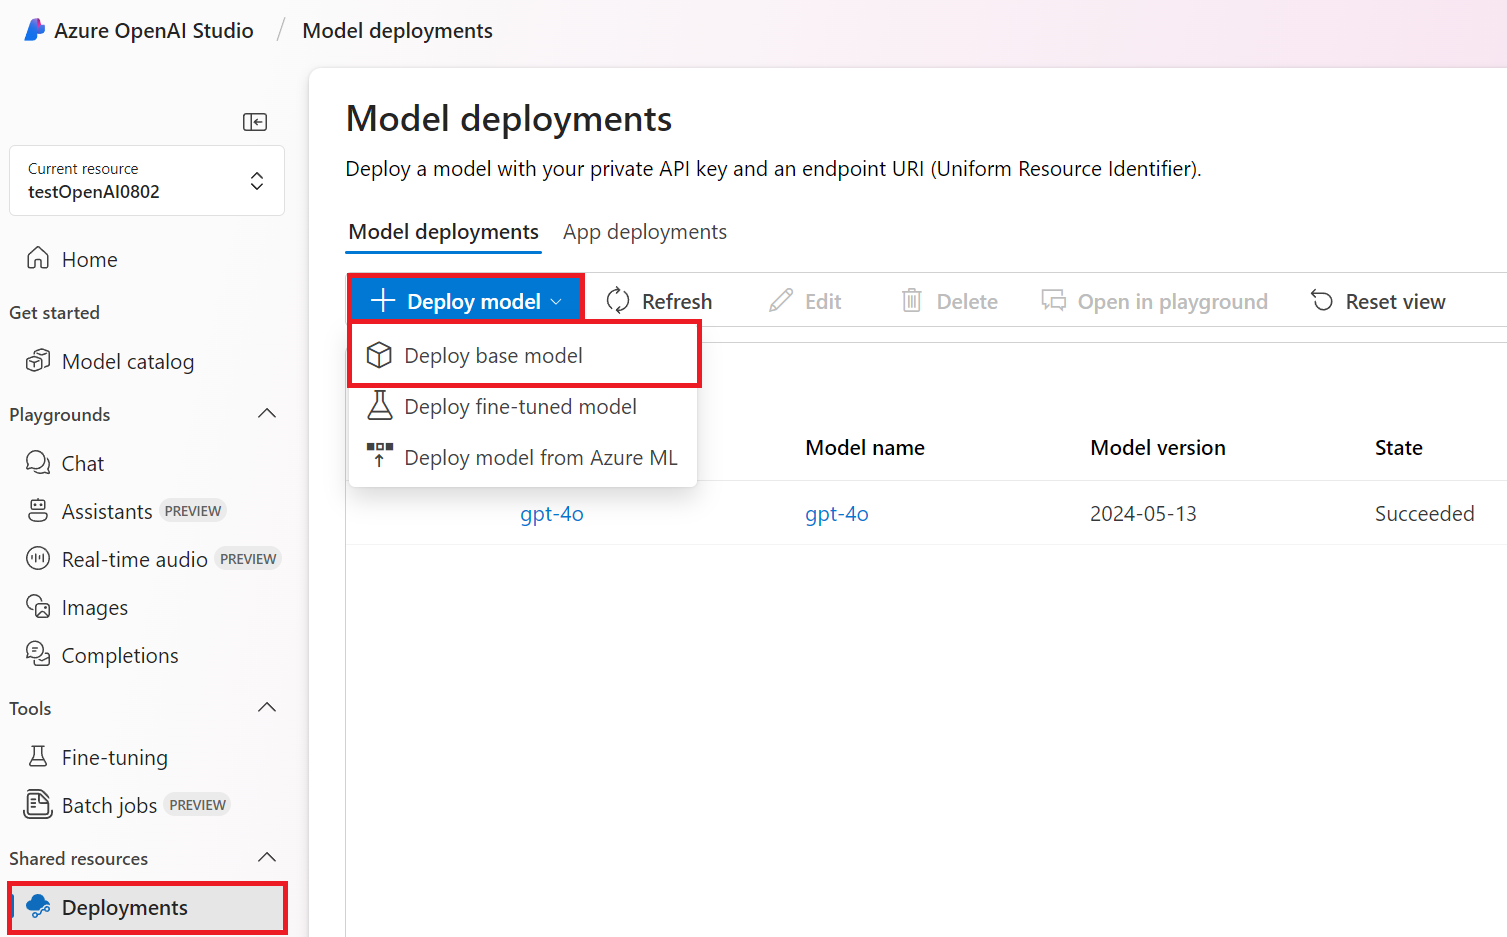 Azure OpenAI Studio / Model deployments
Current resource
testOpenAI0802
Home
Get started
Model catalog
Playgrounds
Chat
Assistants PREVIEW
Real-time audio PREVIEW
Images
Completions
Tools
Fine-tuning
Batch jobs PREVIEW
Shared resources
Deployments
Model deployments
Deploy a model with your private API key and an endpoint URI (Uniform Resource Identifier).
Model deployments App deployments
Deploy model Refresh Edit Delete Open in playground Reset view
Deploy base model
Deploy fine-tuned model
Deploy model from Azure ML
Model name Model version State
gpt-4o gpt-4o 2024-05-13 Succeeded